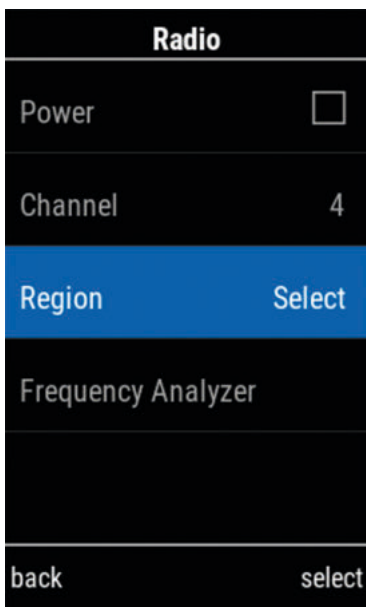 Radio
Power
Channel 4
Region Select
Frequency Analyzer
back select